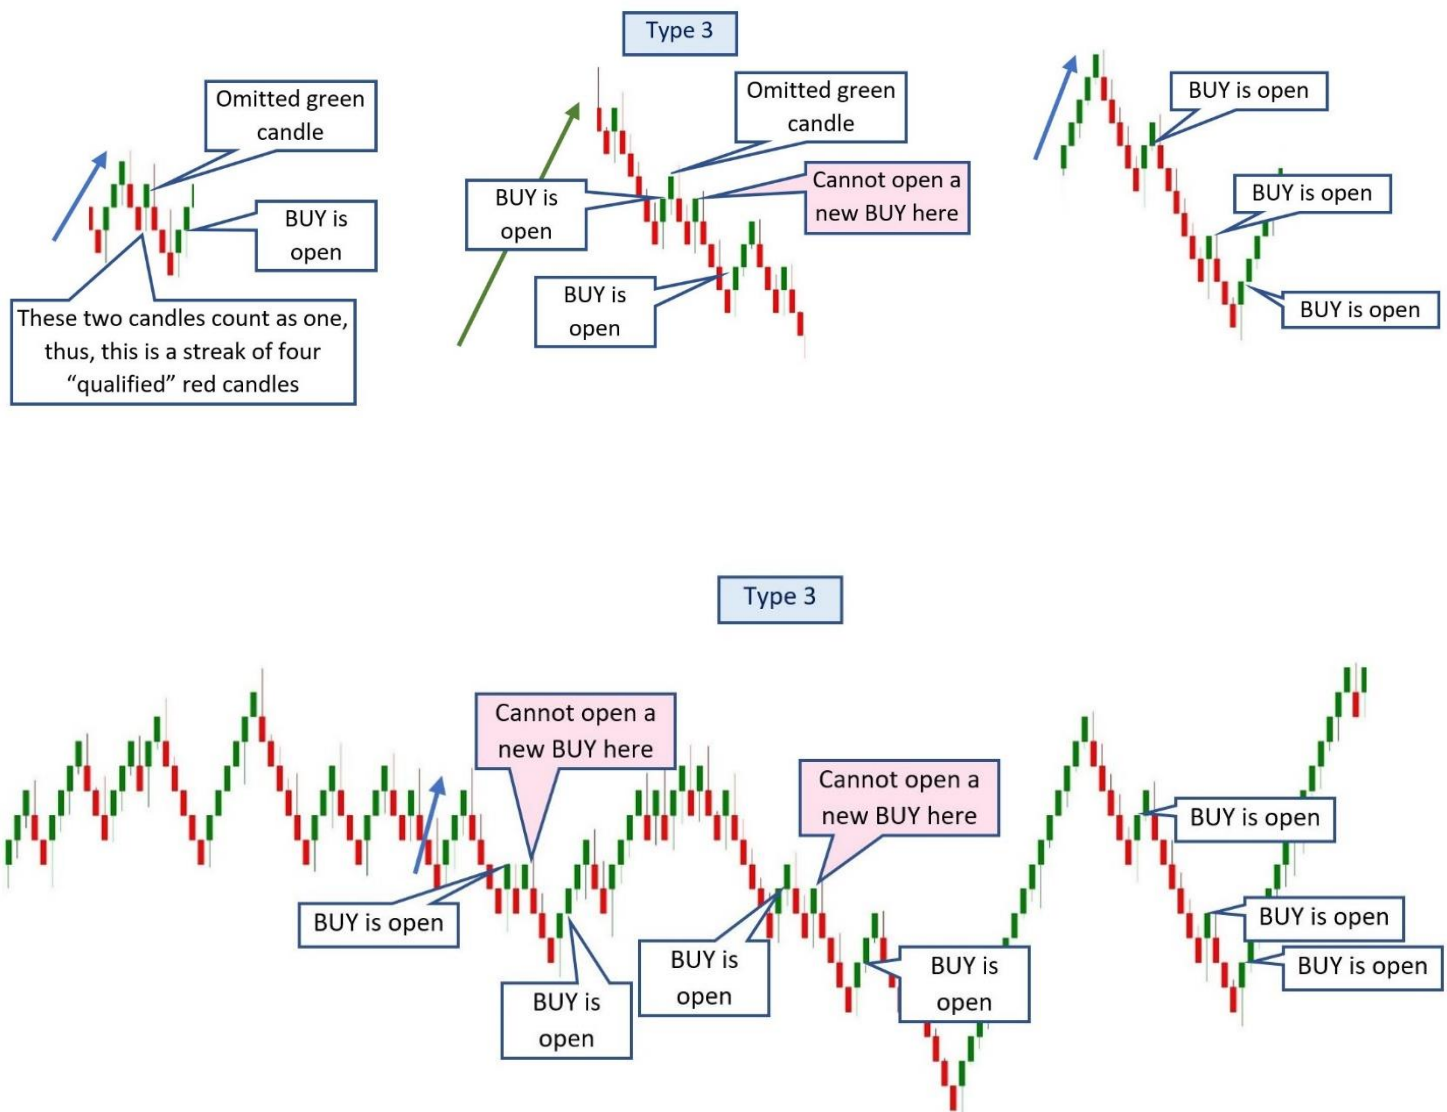 Type 3
Omitted green
candle
BUY is
open
These two candles count as one,
thus, this is a streak of four
“qualified” red candles
Omitted green
candle
BUY is
open
Cannot open a
new BUY here
BUY is
open
BUY is open
BUY is open
BUY is open
Type 3
Cannot open a
new BUY here
BUY is open
BUY is
open
Cannot open a
new BUY here
BUY is
open
BUY is
open
BUY is open
BUY is open
BUY is open